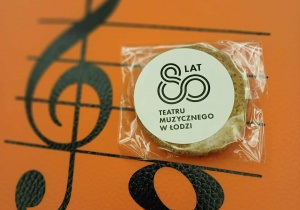 80 LAT
TEATRU
MUZYCZNEGO
W ŁODZI